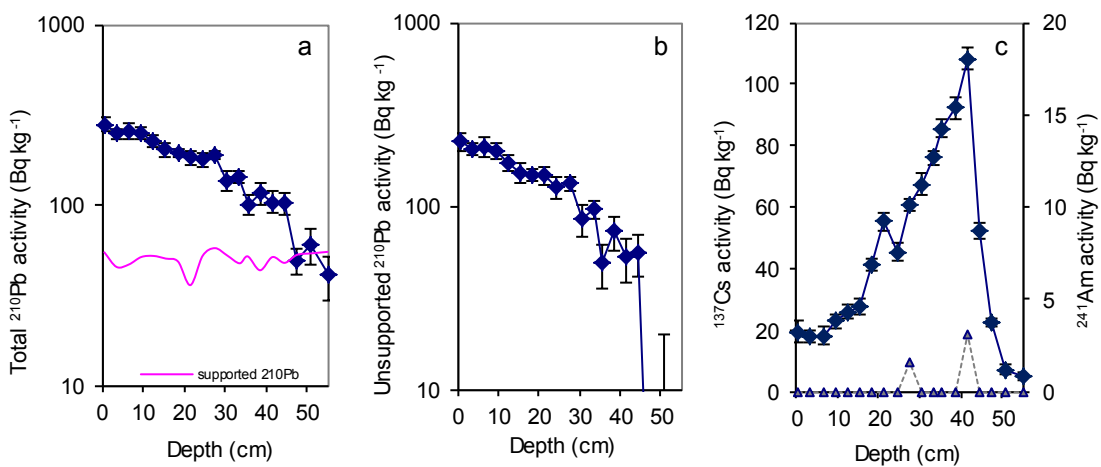 a
Total ²¹⁰Pb activity (Bq kg⁻¹)
1000
100
10
supported 210Pb
0 10 20 30 40 50
Depth (cm)
b
Unsupported ²¹⁰Pb activity (Bq kg ⁻¹)
1000
100
10
0 10 20 30 40 50
Depth (cm)
c
¹³⁷Cs activity (Bq kg⁻¹)
120
100
80
60
40
20
0
20
15
10
5
0
²⁴¹Am activity (Bq kg⁻¹)
0 10 20 30 40 50
Depth (cm)